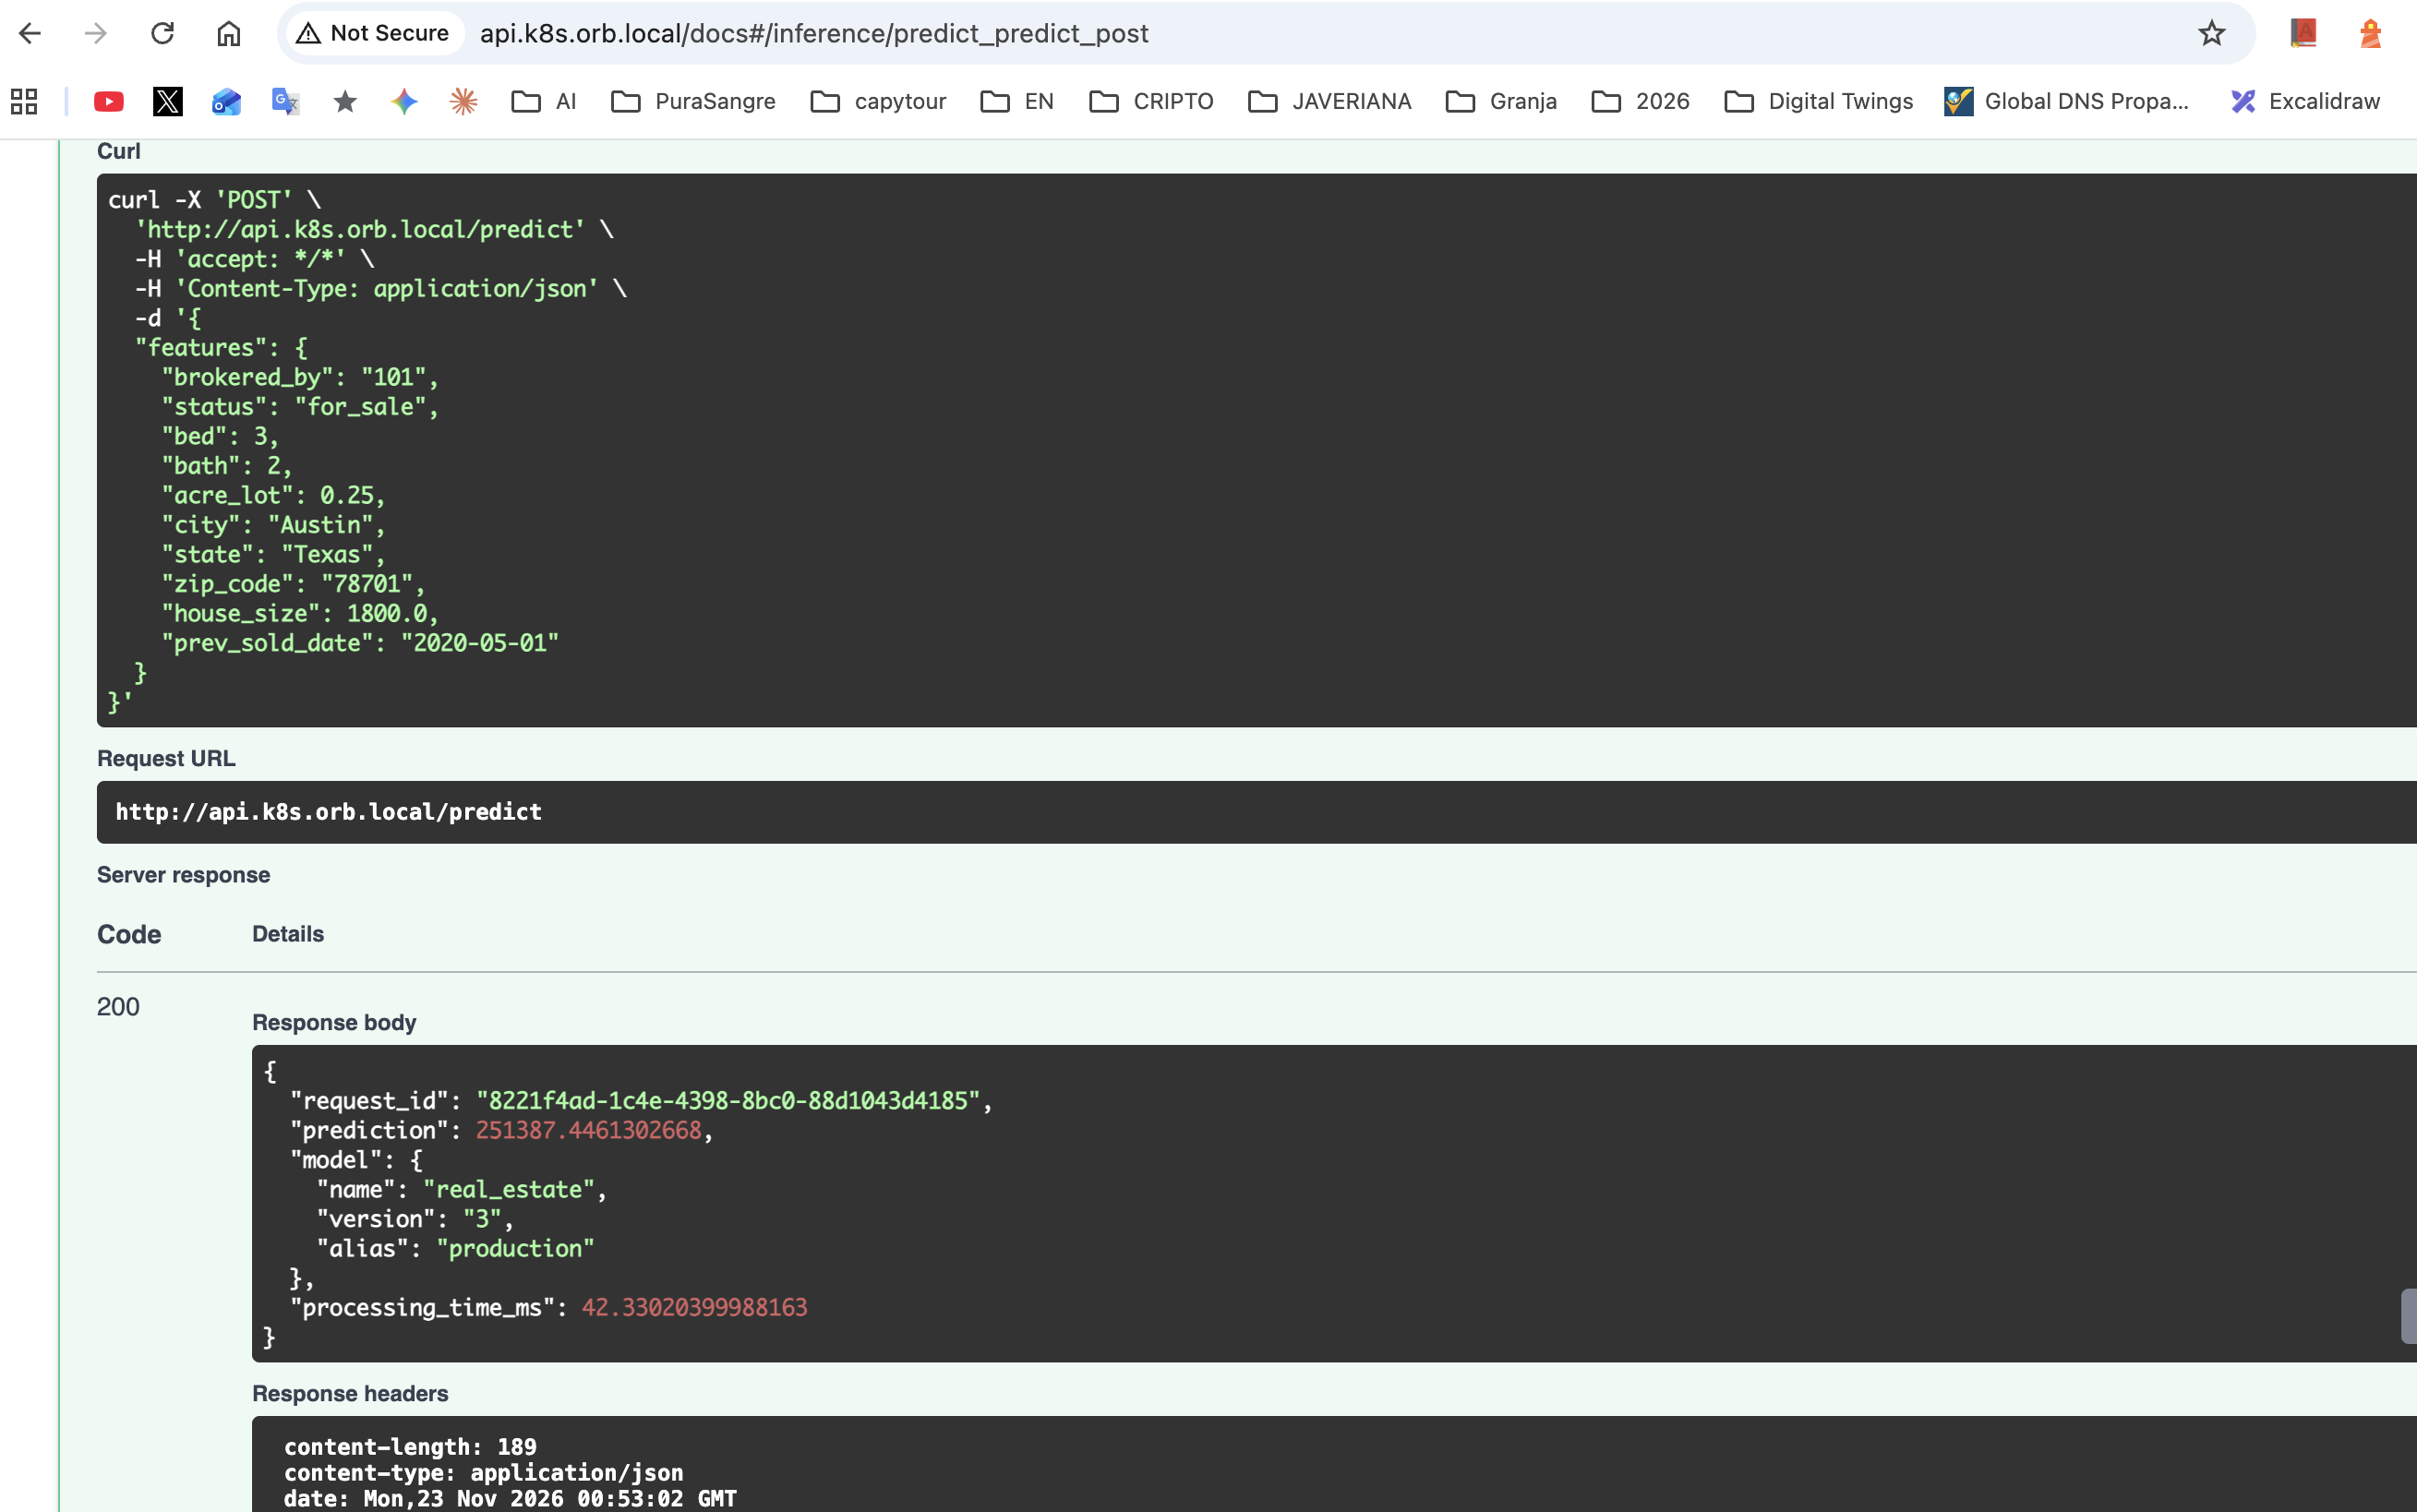 Not Secure api.k8s.orb.local/docs#/inference/predict_predict_post
AI PuraSangre capytour EN CRIPTO JAVERIANA Granja 2026 Digital Twings Global DNS Propa... Excalidraw
Curl
curl -X 'POST' \
'http://api.k8s.orb.local/predict' \
-H 'accept: */*' \
-H 'Content-Type: application/json' \
-d '{
"features": {
"brokered_by": "101",
"status": "for_sale",
"bed": 3,
"bath": 2,
"acre_lot": 0.25,
"city": "Austin",
"state": "Texas",
"zip_code": "78701",
"house_size": 1800.0,
"prev_sold_date": "2020-05-01"
}
}'
Request URL
http://api.k8s.orb.local/predict
Server response
Code Details
200
Response body
{
"request_id": "8221f4ad-1c4e-4398-8bc0-88d1043d4185",
"prediction": 251387.4461302668,
"model": {
"name": "real_estate",
"version": "3",
"alias": "production"
},
"processing_time_ms": 42.33020399988163
}
Response headers
content-length: 189
content-type: application/json
date: Mon,23 Nov 2026 00:53:02 GMT